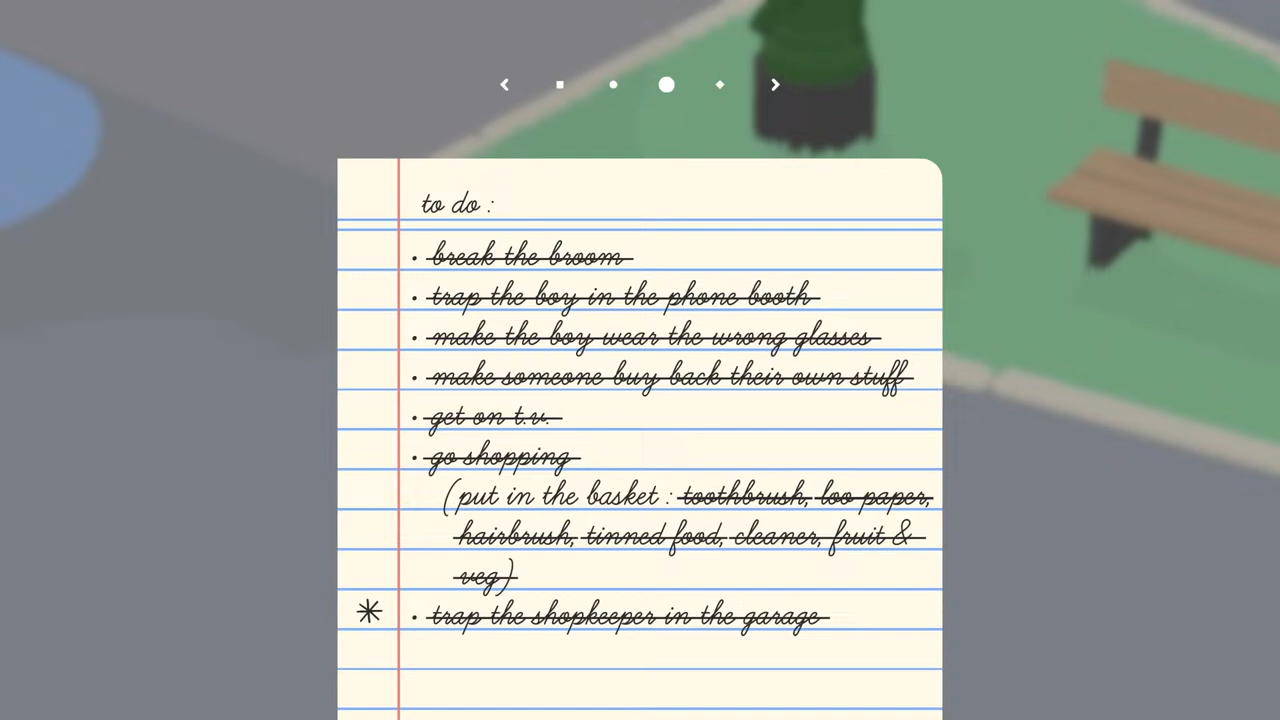 to do :
• break the broom
• trap the boy in the phone booth
• make the boy wear the wrong glasses
• make someone buy back their own stuff
• get on t.v.
• go shopping
(put in the basket : toothbrush, loo paper,
hairbrush, tinned food, cleaner, fruit &
veg)
* • trap the shopkeeper in the garage